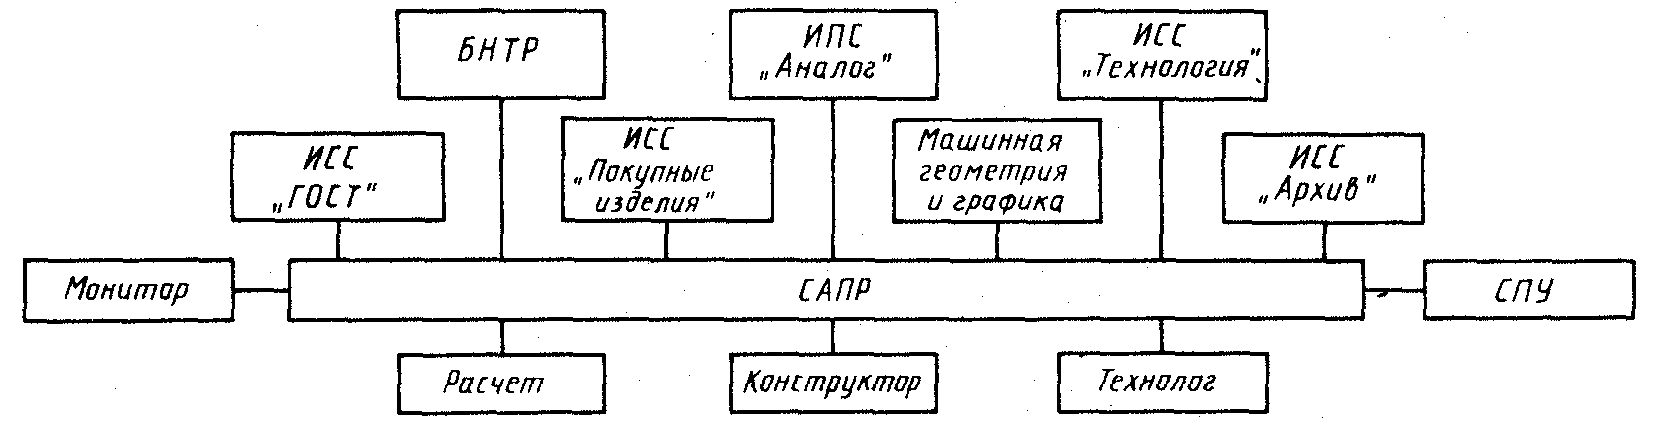 БНТР
ИПС
„Аналог"
ИСС
„Технология"
ИСС
„ГОСТ"
ИСС
„Покупные
изделия"
Машинная
геометрия
и графика
ИСС
„Архив"
Монитор
САПР
СПУ
Расчет
Конструктор
Технолог